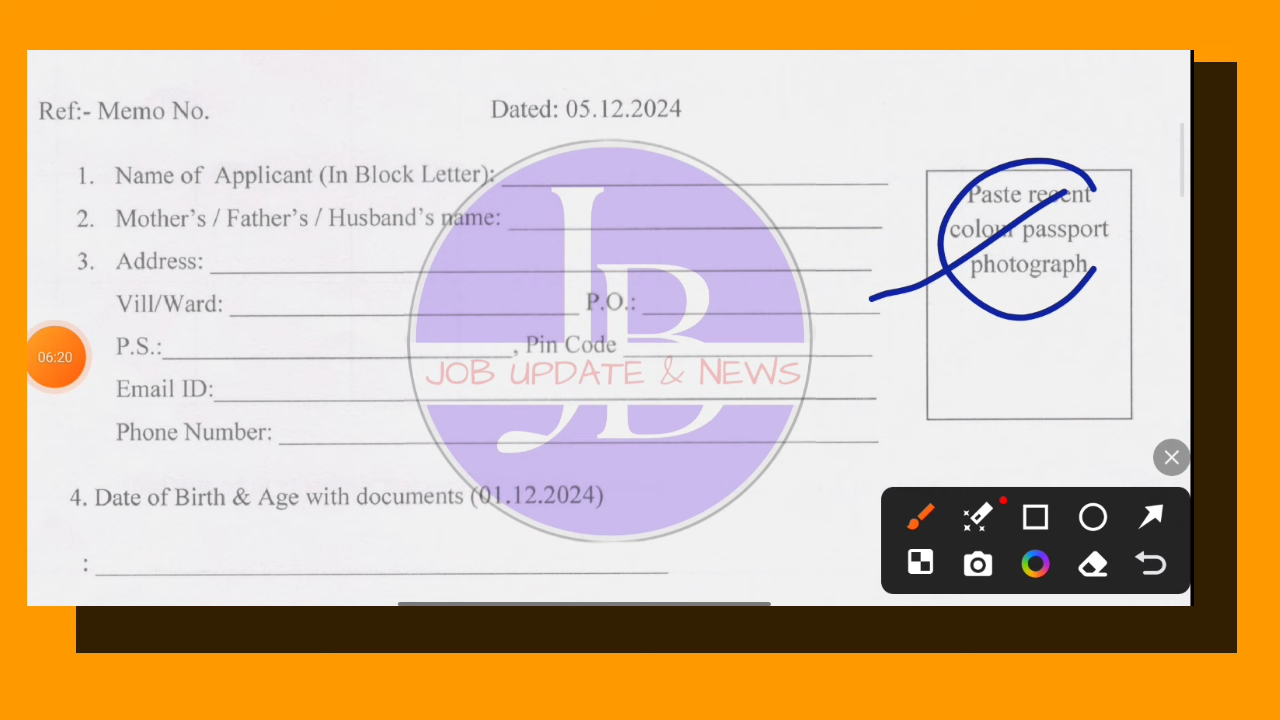 Ref:- Memo No. Dated: 05.12.2024
1. Name of Applicant (In Block Letter):
2. Mother's / Father's / Husband's name:
3. Address:
Vill/Ward: P.O.:
P.S.: , Pin Code
Email ID:
Phone Number:
4. Date of Birth & Age with documents (01.12.2024)
:
Paste recent
colour passport
photograph
JB
JOB UPDATE & NEWS
06:20